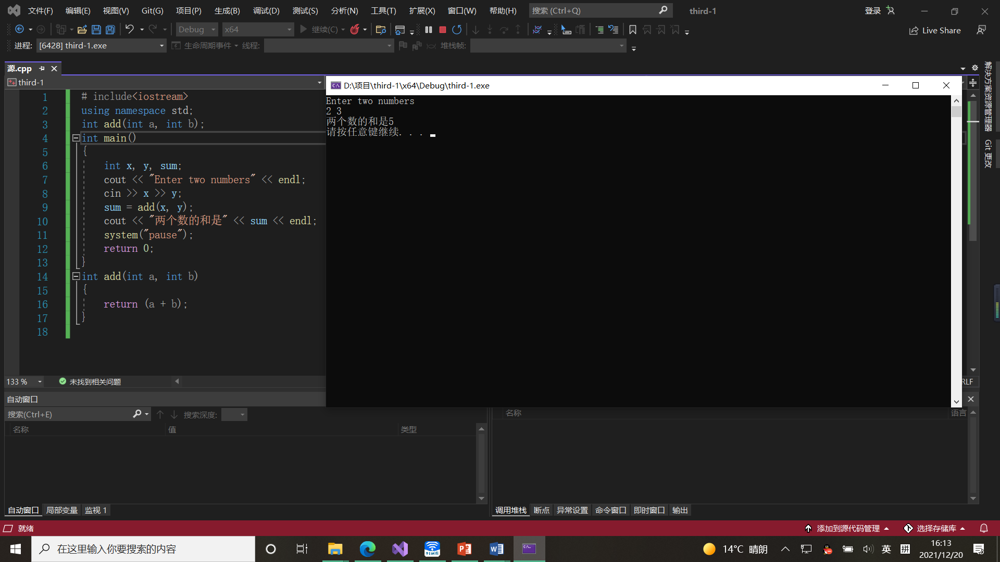 文件(F) 编辑(E) 视图(V) Git(G) 项目(P) 生成(B) 调试(D) 测试(S) 分析(N) 工具(T) 扩展(X) 窗口(W) 帮助(H) 搜索 (Ctrl+Q) third-1 登录
Debug x64 继续(C) Live Share
进程: [6428] third-1.exe 生命周期事件 线程: 堆栈帧:
源.cpp
third-1
1 # include<iostream>
2 using namespace std;
3 int add(int a, int b);
4 int main()
5 {
6 int x, y, sum;
7 cout << "Enter two numbers" << endl;
8 cin >> x >> y;
9 sum = add(x, y);
10 cout << "两个数的和是" << sum << endl;
11 system("pause");
12 return 0;
13 }
14 int add(int a, int b)
15 {
16 return (a + b);
17 }
18
D:\项目\third-1\x64\Debug\third-1.exe
Enter two numbers
2 3
两个数的和是5
请按任意键继续. . .
解决方案资源管理器
Git 更改
133 % 未找到相关问题 RLF
自动窗口
搜索(Ctrl+E) 搜索深度:
名称 值 类型
名称 语言
自动窗口 局部变量 监视 1
调用堆栈 断点 异常设置 命令窗口 即时窗口 输出
就绪 添加到源代码管理 选择存储库
在这里输入你要搜索的内容
91wifi
14°C 晴朗 英 拼
16:13
2021/12/20